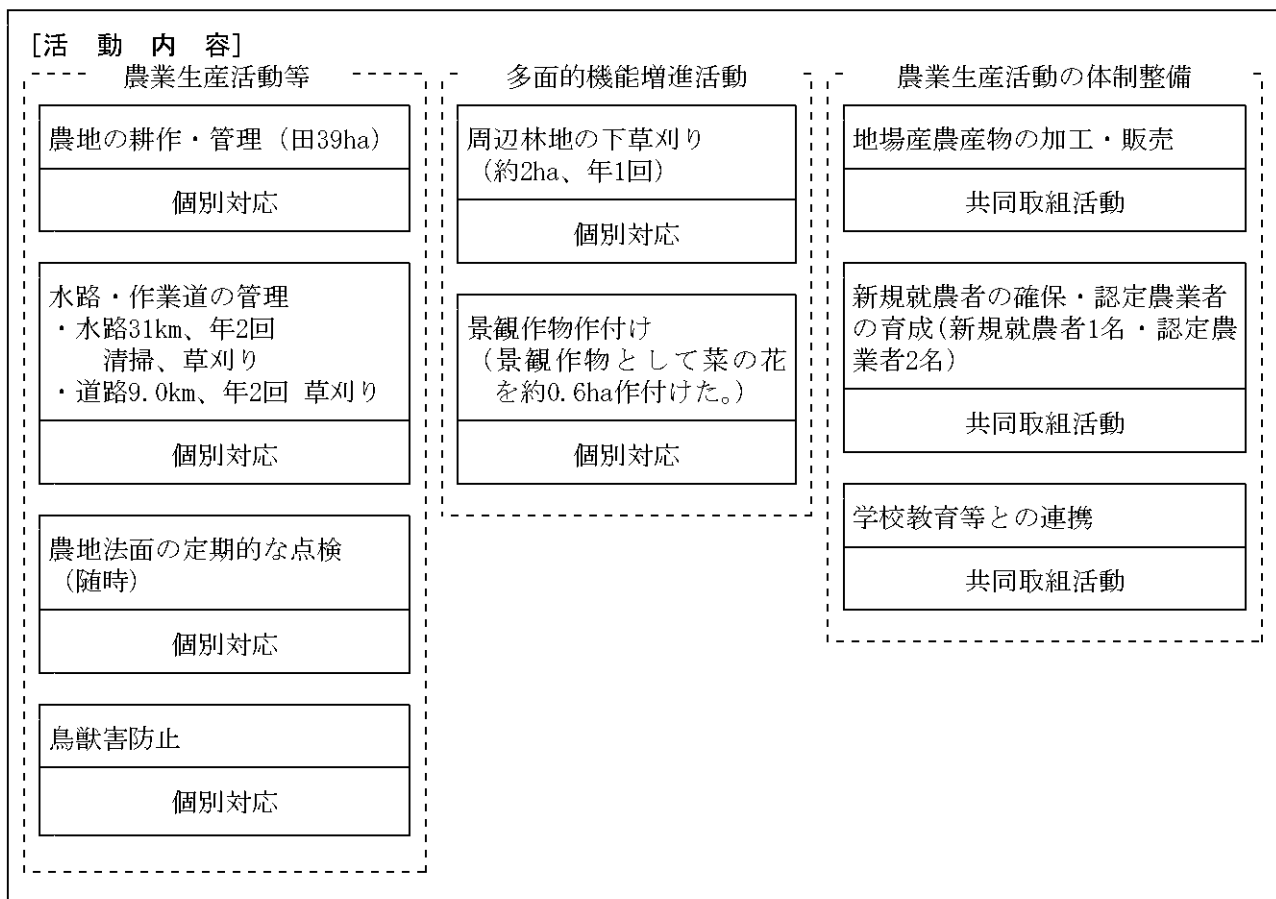 [活　動　内　容]
農業生産活動等
農地の耕作・管理（田39ha）
個別対応
水路・作業道の管理
・水路31km、年2回
清掃、草刈り
・道路9.0km、年2回 草刈り
個別対応
農地法面の定期的な点検
（随時）
個別対応
鳥獣害防止
個別対応
多面的機能増進活動
周辺林地の下草刈り
（約2ha、年1回）
個別対応
景観作物作付け
（景観作物として菜の花
を約0.6ha作付けた。）
個別対応
農業生産活動の体制整備
地場産農産物の加工・販売
共同取組活動
新規就農者の確保・認定農業者
の育成(新規就農者1名・認定農
業者2名)
共同取組活動
学校教育等との連携
共同取組活動